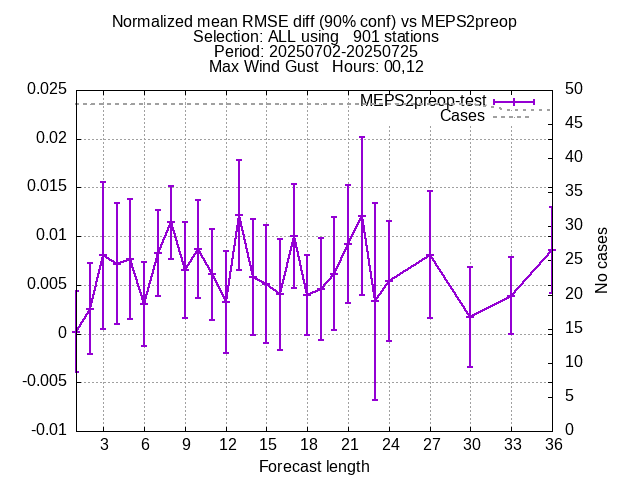 Normalized mean RMSE diff (90% conf) vs MEPS2preop
Selection: ALL using   901 stations
Period: 20250702-20250725
Max Wind Gust   Hours: 00,12
0.025
0.02
0.015
0.01
0.005
0
-0.005
-0.01
MEPS2preop-test
Cases
50
45
40
35
30
25
20
15
10
5
0
No cases
3 6 9 12 15 18 21 24 27 30 33 36
Forecast length